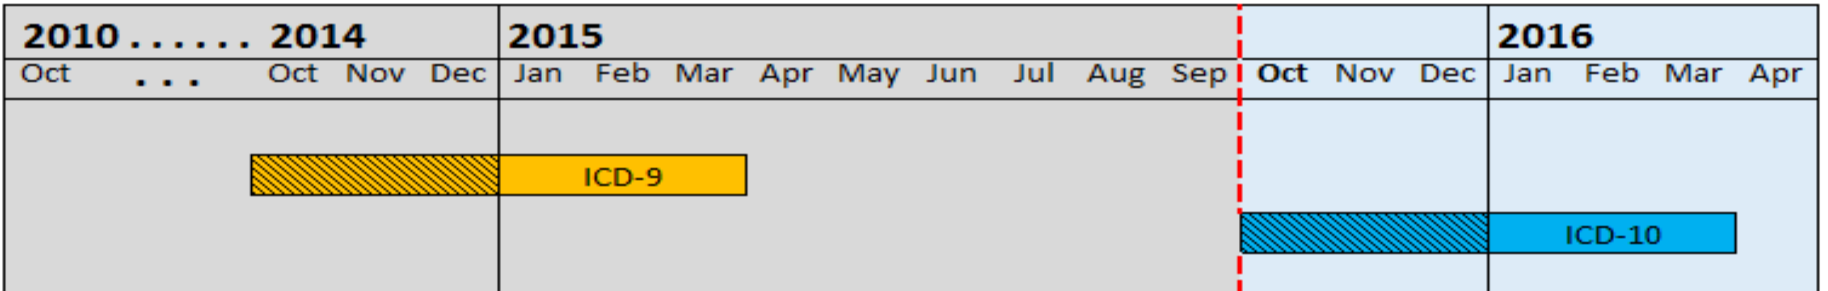 2010 . . . . . . 2014 2015 2016
Oct . . . Oct Nov Dec Jan Feb Mar Apr May Jun Jul Aug Sep Oct Nov Dec Jan Feb Mar Apr
ICD-9
ICD-10